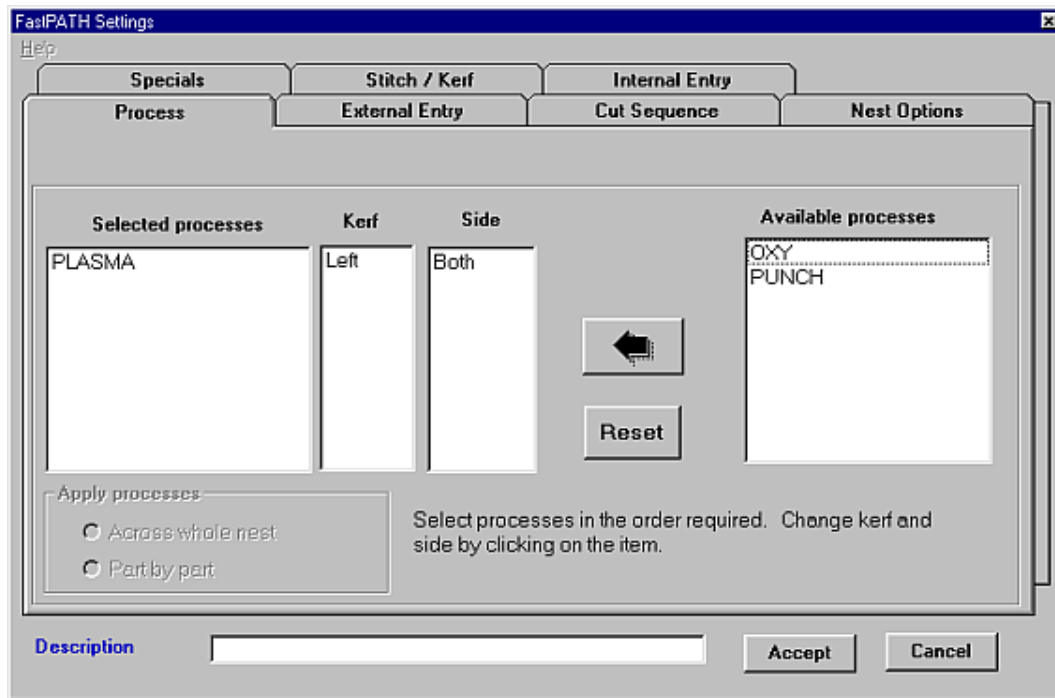 FastPATH Settings
Help
Specials
Stitch / Kerf
Internal Entry
Process
External Entry
Cut Sequence
Nest Options
Selected processes
Kerf
Side
Available processes
PLASMA
Left
Both
OXY
PUNCH
Reset
Apply processes
Across whole nest
Part by part
Select processes in the order required. Change kerf and
side by clicking on the item.
Description
Accept
Cancel